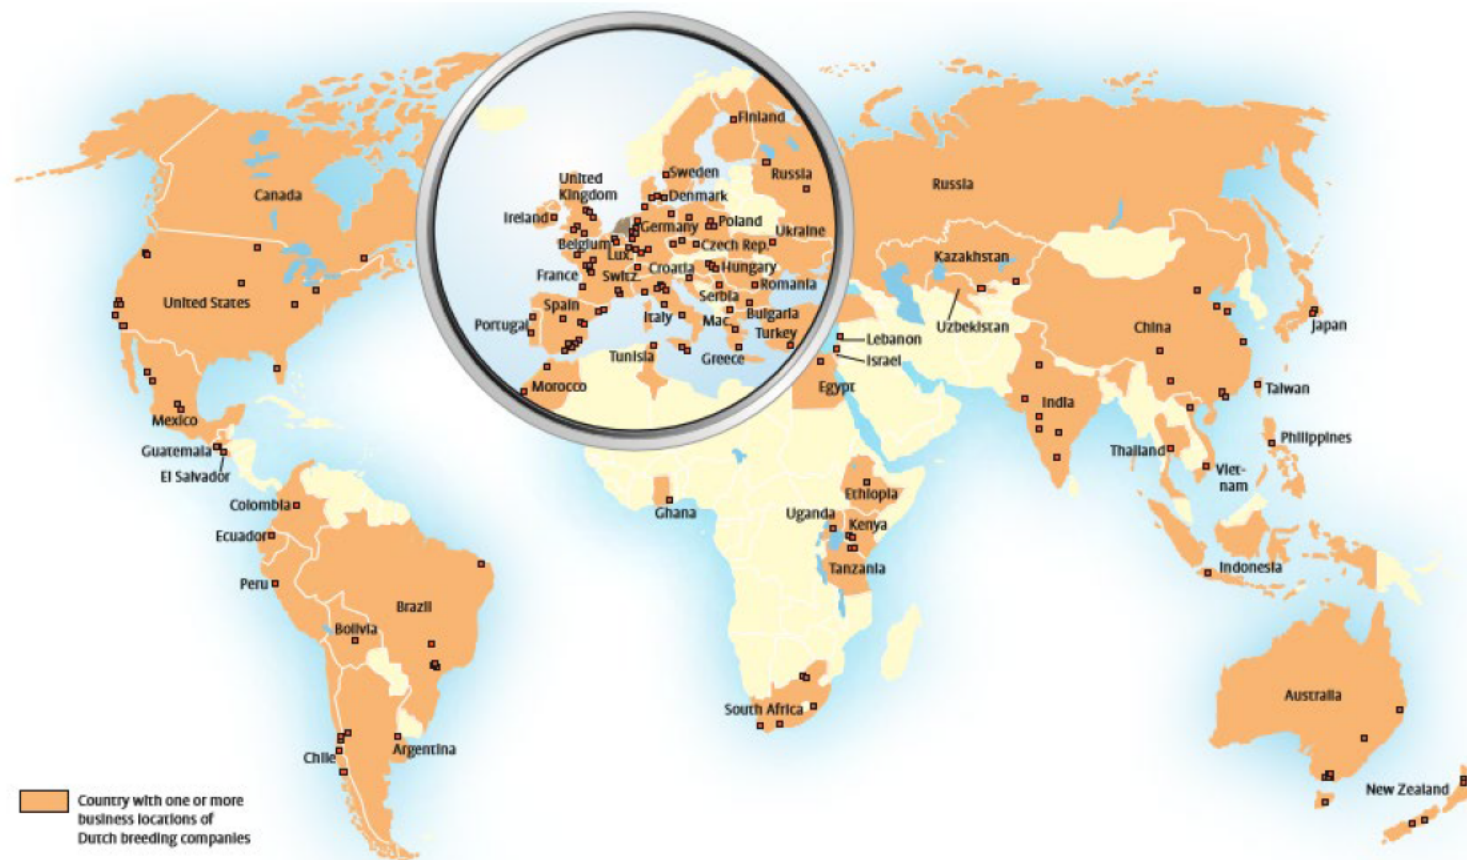 Canada
United States
Mexico
Guatemala
El Salvador
Colombia
Ecuador
Peru
Brazil
Bolivia
Chile
Argentina
Finland
Sweden
Russia
United
Kingdom
Denmark
Ireland
Germany
Poland
Ukraine
Belgium
Czech Rep.
Lux.
France
Switz.
Croatia
Hungary
Romania
Serbia
Spain
Italy
Mac.
Bulgaria
Portugal
Turkey
Tunisia
Greece
Morocco
Russia
Kazakhstan
Uzbekistan
Lebanon
Israel
Egypt
China
Japan
Taiwan
India
Thailand
Viet-
nam
Philippines
Indonesia
Ghana
Ethiopia
Uganda
Kenya
Tanzania
South Africa
Australia
New Zealand
Country with one or more
business locations of
Dutch breeding companies